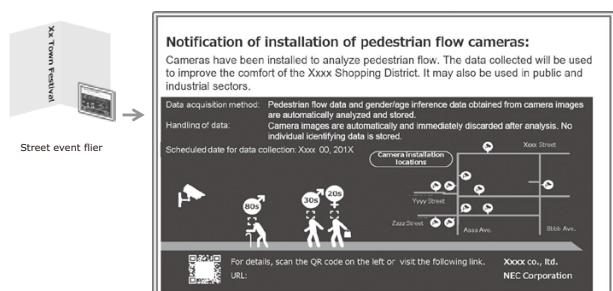 Xx Town Festival
Street event flier
Notification of installation of pedestrian flow cameras:
Cameras have been installed to analyze pedestrian flow. The data collected will be used
to improve the comfort of the Xxxx Shopping District. It may also be used in public and
industrial sectors.
Data acquisition method: Pedestrian flow data and gender/age inference data obtained from camera images
are automatically analyzed and stored.
Handling of data: Camera images are automatically and immediately discarded after analysis. No
individual identifying data is stored.
Scheduled date for data collection: Xxxx 00, 201X
Camera installation
locations
Xxxx Street
80s
30s
20s
Yyyy Street
Zzzz Street
Aaaa Ave.
Bbbb Ave.
For details, scan the QR code on the left or visit the following link.
URL:
Xxxx co., ltd.
NEC Corporation